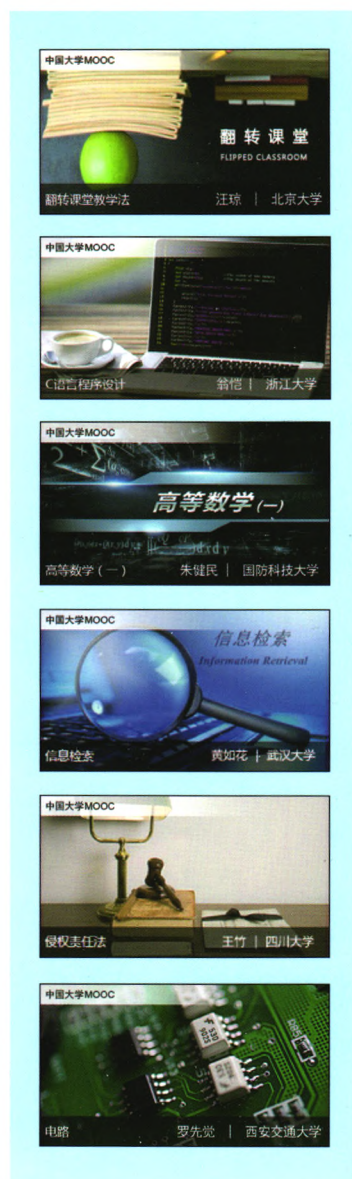 中国大学MOOC
翻转课堂
FLIPPED CLASSROOM
翻转课堂教学法 汪琼 | 北京大学
中国大学MOOC
C语言程序设计 翁恺 | 浙江大学
中国大学MOOC
高等数学(一)
高等数学(一) 朱健民 | 国防科技大学
中国大学MOOC
信息检索
Information Retrieval
信息检索 黄如花 | 武汉大学
中国大学MOOC
侵权责任法 王竹 | 四川大学
中国大学MOOC
电路 罗先觉 | 西安交通大学